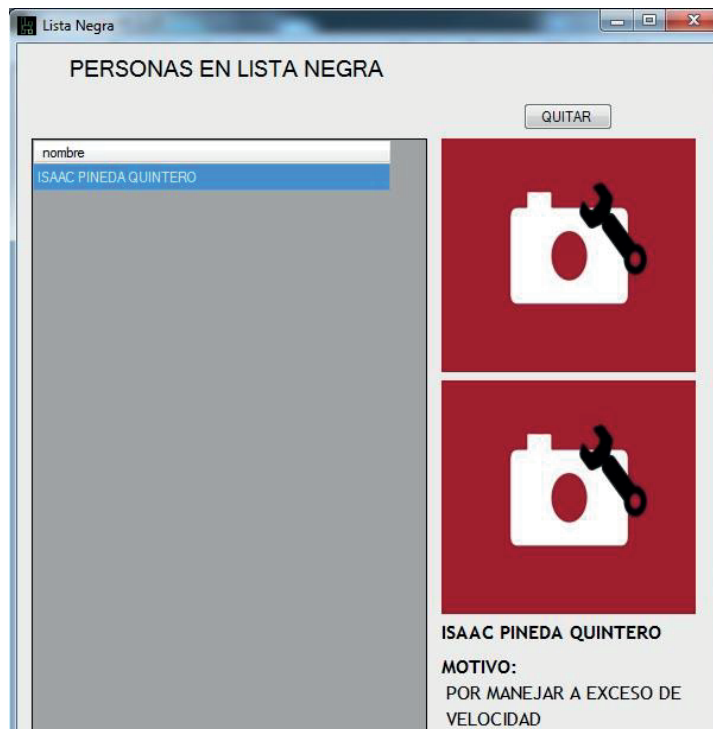 Lista Negra
PERSONAS EN LISTA NEGRA
QUITAR
nombre
ISAAC PINEDA QUINTERO
ISAAC PINEDA QUINTERO
MOTIVO:
POR MANEJAR A EXCESO DE
VELOCIDAD